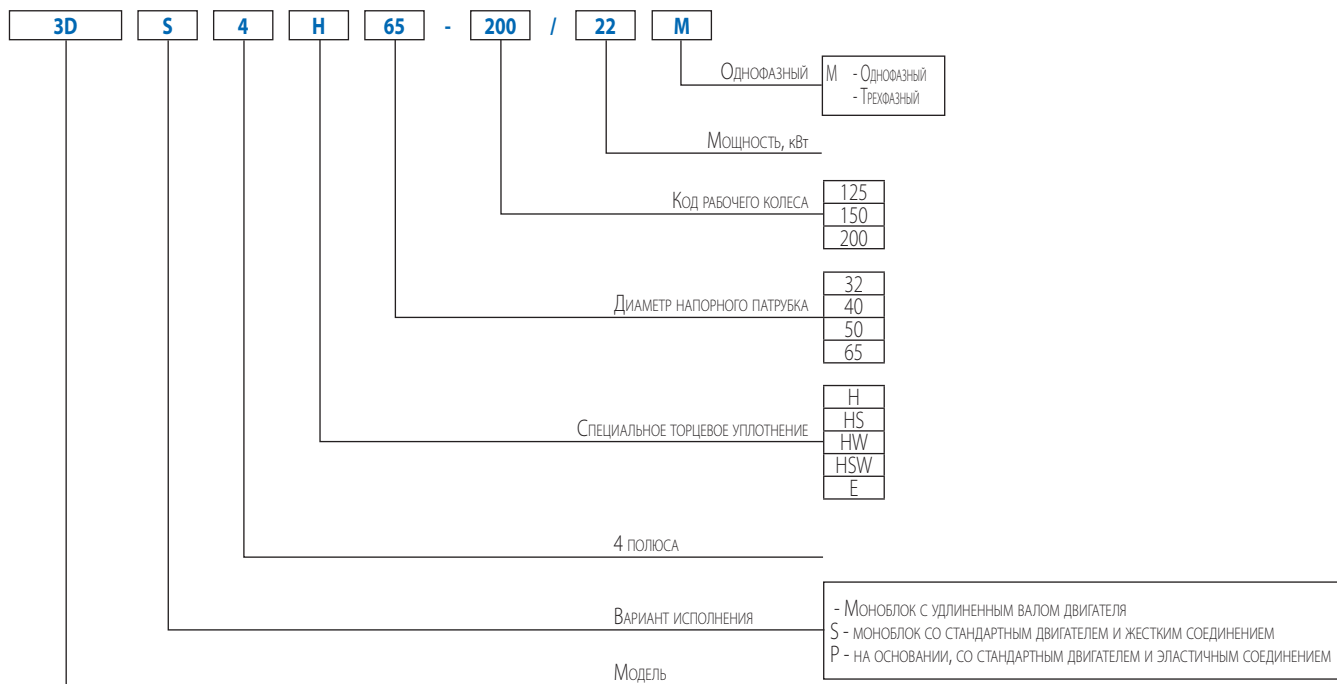 3D S 4 H 65 - 200 / 22 M
Однофазный
М - Однофазный
- Трехфазный
Мощность, кВт
Код рабочего колеса
125
150
200
Диаметр напорного патрубка
32
40
50
65
Специальное торцевое уплотнение
H
HS
HW
HSW
E
4 полюса
Вариант исполнения
- Моноблок с удлиненным валом двигателя
S - моноблок со стандартным двигателем и жестким соединением
P - на основании, со стандартным двигателем и эластичным соединением
Модель